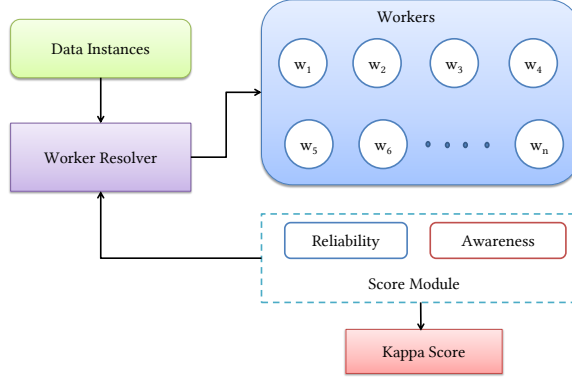 Data Instances
Workers
w1 w2 w3 w4
Worker Resolver
w5 w6 wn
Reliability Awareness
Score Module
Kappa Score